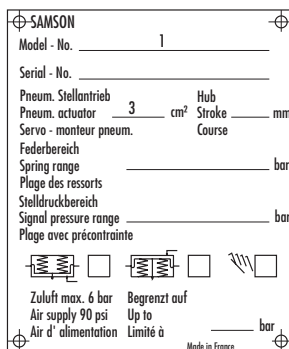 SAMSON
Model - No. 1
Serial - No.
Pneum. Stellantrieb Hub
Pneum. actuator 3 cm² Stroke mm
Servo - monteur pneum. Course
Federbereich
Spring range bar
Plage des ressorts
Stelldruckbereich
Signal pressure range bar
Plage avec précontrainte
Zuluft max. 6 bar Begrenzt auf
Air supply 90 psi Up to
Air d' alimentation Limité à bar
Made in France